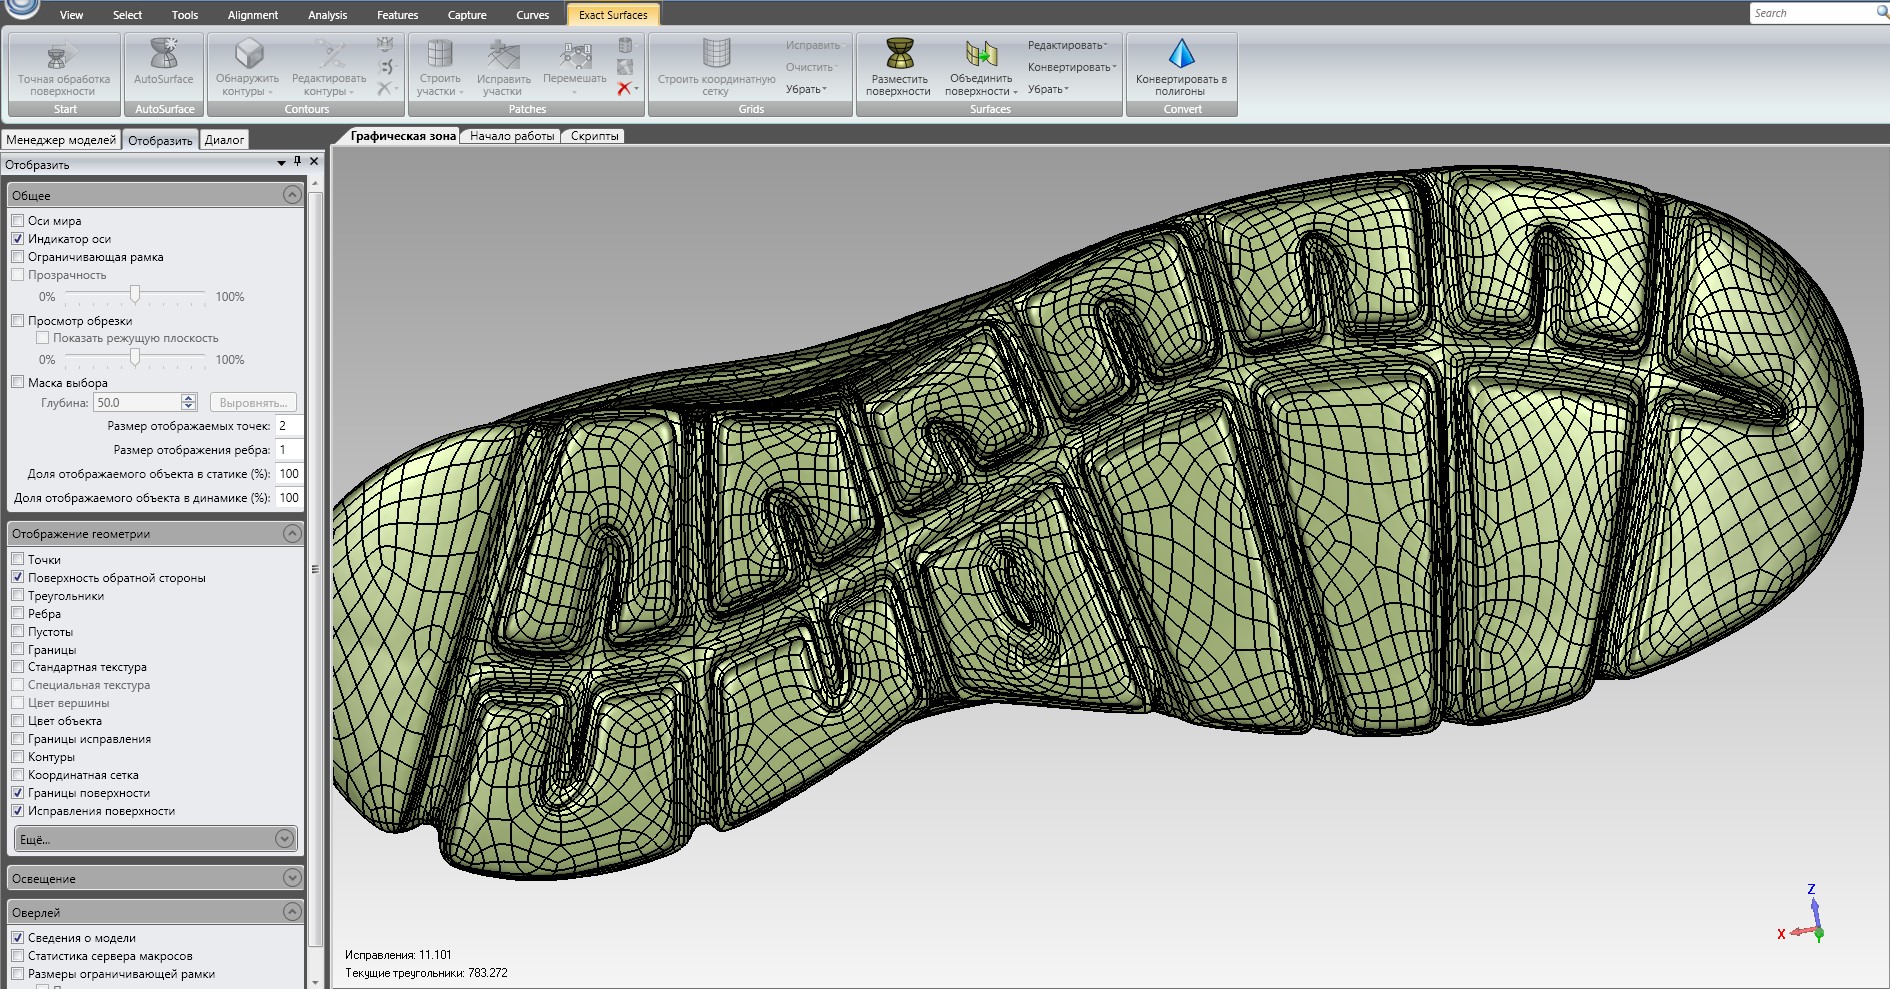 View Select Tools Alignment Analysis Features Capture Curves Exact Surfaces
Search
Точная обработка
поверхности
Start
AutoSurface
AutoSurface
Обнаружить
контуры
Редактировать
контуры
Contours
Строить
участки
Исправить
участки
Перемешать
Patches
Строить координатную
сетку
Исправить
Очистить
Убрать
Grids
Разместить
поверхности
Объединить
поверхности
Редактировать
Конвертировать
Убрать
Surfaces
Конвертировать в
полигоны
Convert
Менеджер моделей Отобразить Диалог
Графическая зона Начало работы Скрипты
Отобразить
Общее
Оси мира
Индикатор оси
Ограничивающая рамка
Прозрачность
0% 100%
Просмотр обрезки
Показать режущую плоскость
0% 100%
Маска выбора
Глубина: 50.0 Выровнять...
Размер отображаемых точек: 2
Размер отображения ребра: 1
Доля отображаемого объекта в статике (%): 100
Доля отображаемого объекта в динамике (%): 100
Отображение геометрии
Точки
Поверхность обратной стороны
Треугольники
Ребра
Пустоты
Границы
Стандартная текстура
Специальная текстура
Цвет вершины
Цвет объекта
Границы исправления
Контуры
Координатная сетка
Границы поверхности
Исправления поверхности
Ещё...
Освещение
Оверлей
Сведения о модели
Статистика сервера макросов
Размеры ограничивающей рамки
Исправления: 11.101
Текущие треугольники: 783.272
Z
X
Y